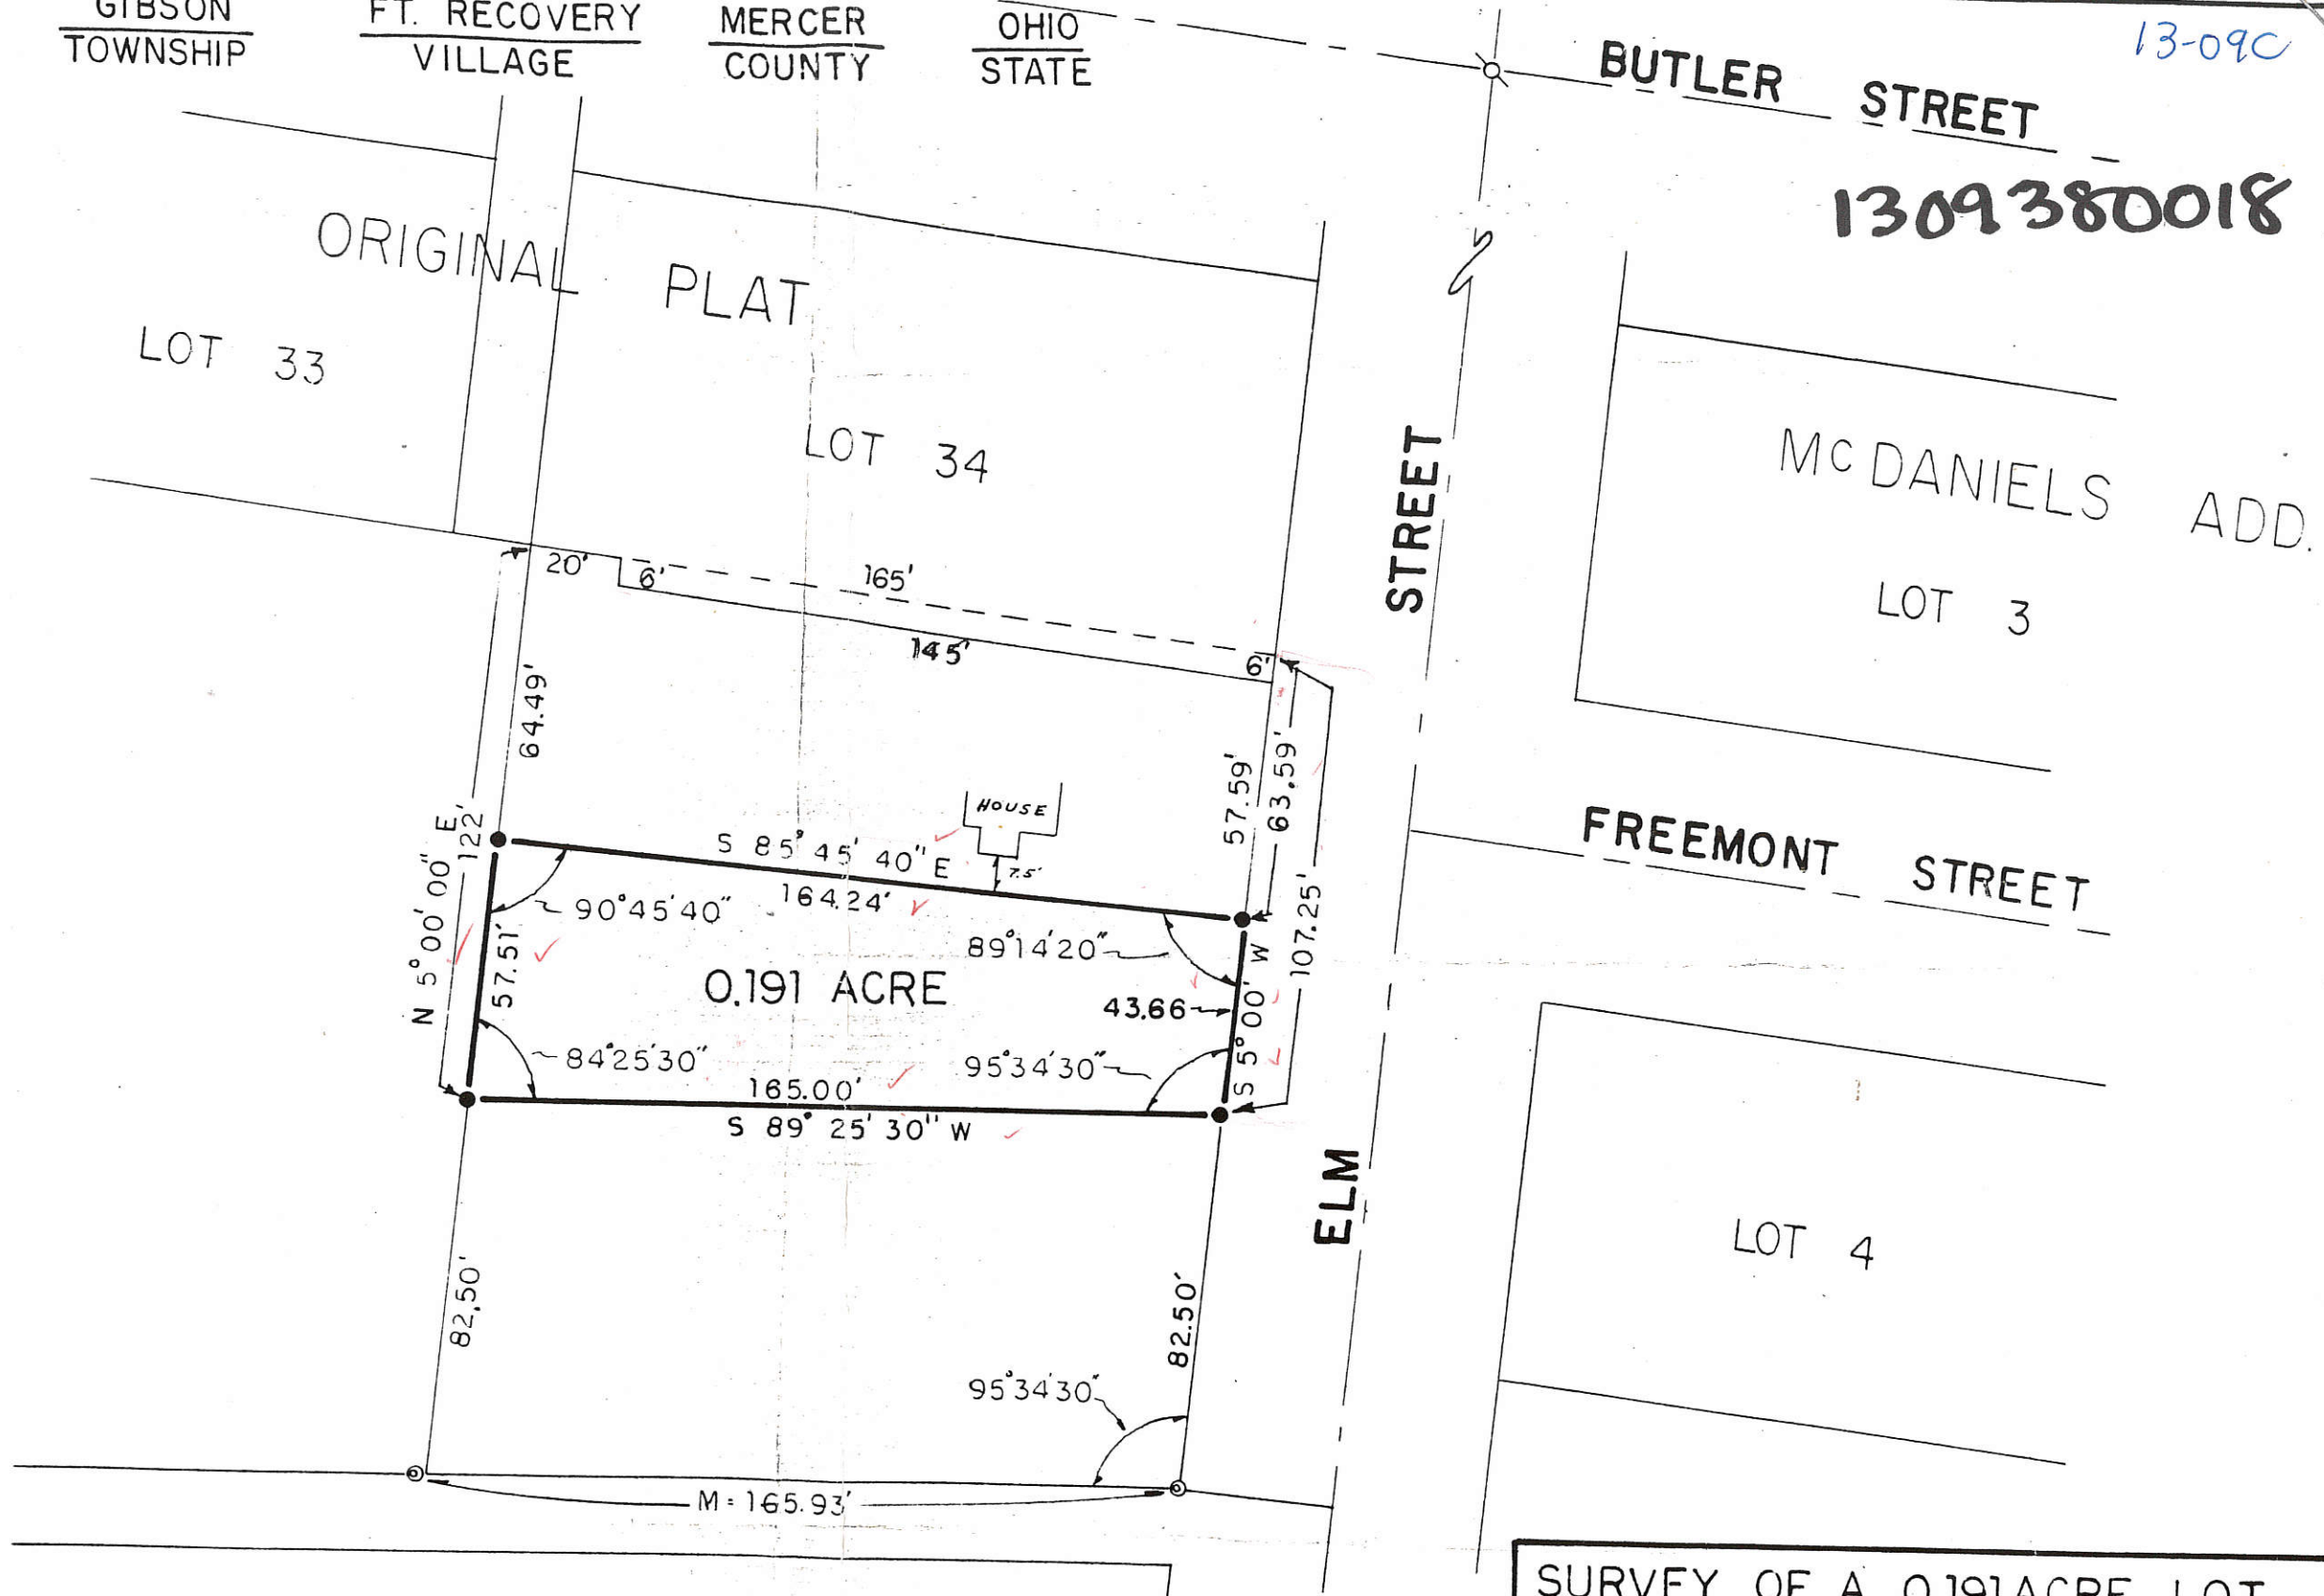 GIBSON
TOWNSHIP
FT. RECOVERY
VILLAGE
MERCER
COUNTY
OHIO
STATE
13-09C
BUTLER STREET
1309380018
ORIGINAL PLAT
LOT 33
LOT 34
STREET
MCDANIELS ADD.
LOT 3
20'
6'
165'
145'
6'
64.49'
57.59'
63.59'
107.25'
HOUSE
7.5'
FREEMONT STREET
N 5° 00' 00" E
122'
S 85° 45' 40" E
164.24'
90°45'40"
89°14'20"
57.51'
0.191 ACRE
43.66
S 5° 00' W
84°25'30"
95°34'30"
165.00'
S 89° 25' 30" W
ELM
LOT 4
82.50'
82.50'
95°34'30"
M = 165.93'
SURVEY OF A 0.191 ACRE LOT